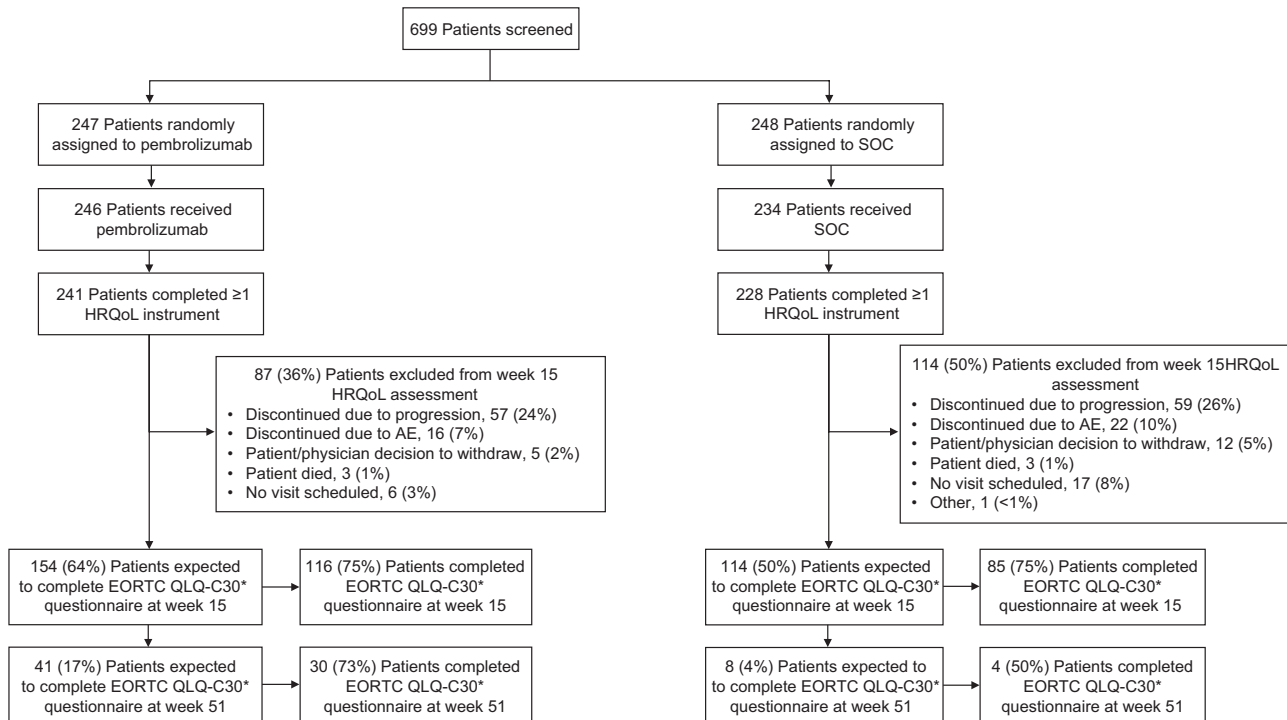 699 Patients screened
247 Patients randomly
assigned to pembrolizumab
246 Patients received
pembrolizumab
241 Patients completed ≥1
HRQoL instrument
87 (36%) Patients excluded from week 15
HRQoL assessment
• Discontinued due to progression, 57 (24%)
• Discontinued due to AE, 16 (7%)
• Patient/physician decision to withdraw, 5 (2%)
• Patient died, 3 (1%)
• No visit scheduled, 6 (3%)
154 (64%) Patients expected
to complete EORTC QLQ-C30*
questionnaire at week 15
116 (75%) Patients completed
EORTC QLQ-C30*
questionnaire at week 15
41 (17%) Patients expected
to complete EORTC QLQ-C30*
questionnaire at week 51
30 (73%) Patients completed
EORTC QLQ-C30*
questionnaire at week 51
248 Patients randomly
assigned to SOC
234 Patients received
SOC
228 Patients completed ≥1
HRQoL instrument
114 (50%) Patients excluded from week 15HRQoL
assessment
• Discontinued due to progression, 59 (26%)
• Discontinued due to AE, 22 (10%)
• Patient/physician decision to withdraw, 12 (5%)
• Patient died, 3 (1%)
• No visit scheduled, 17 (8%)
• Other, 1 (<1%)
114 (50%) Patients expected
to complete EORTC QLQ-C30*
questionnaire at week 15
85 (75%) Patients completed
EORTC QLQ-C30*
questionnaire at week 15
8 (4%) Patients expected to
complete EORTC QLQ-C30*
questionnaire at week 51
4 (50%) Patients completed
EORTC QLQ-C30*
questionnaire at week 51